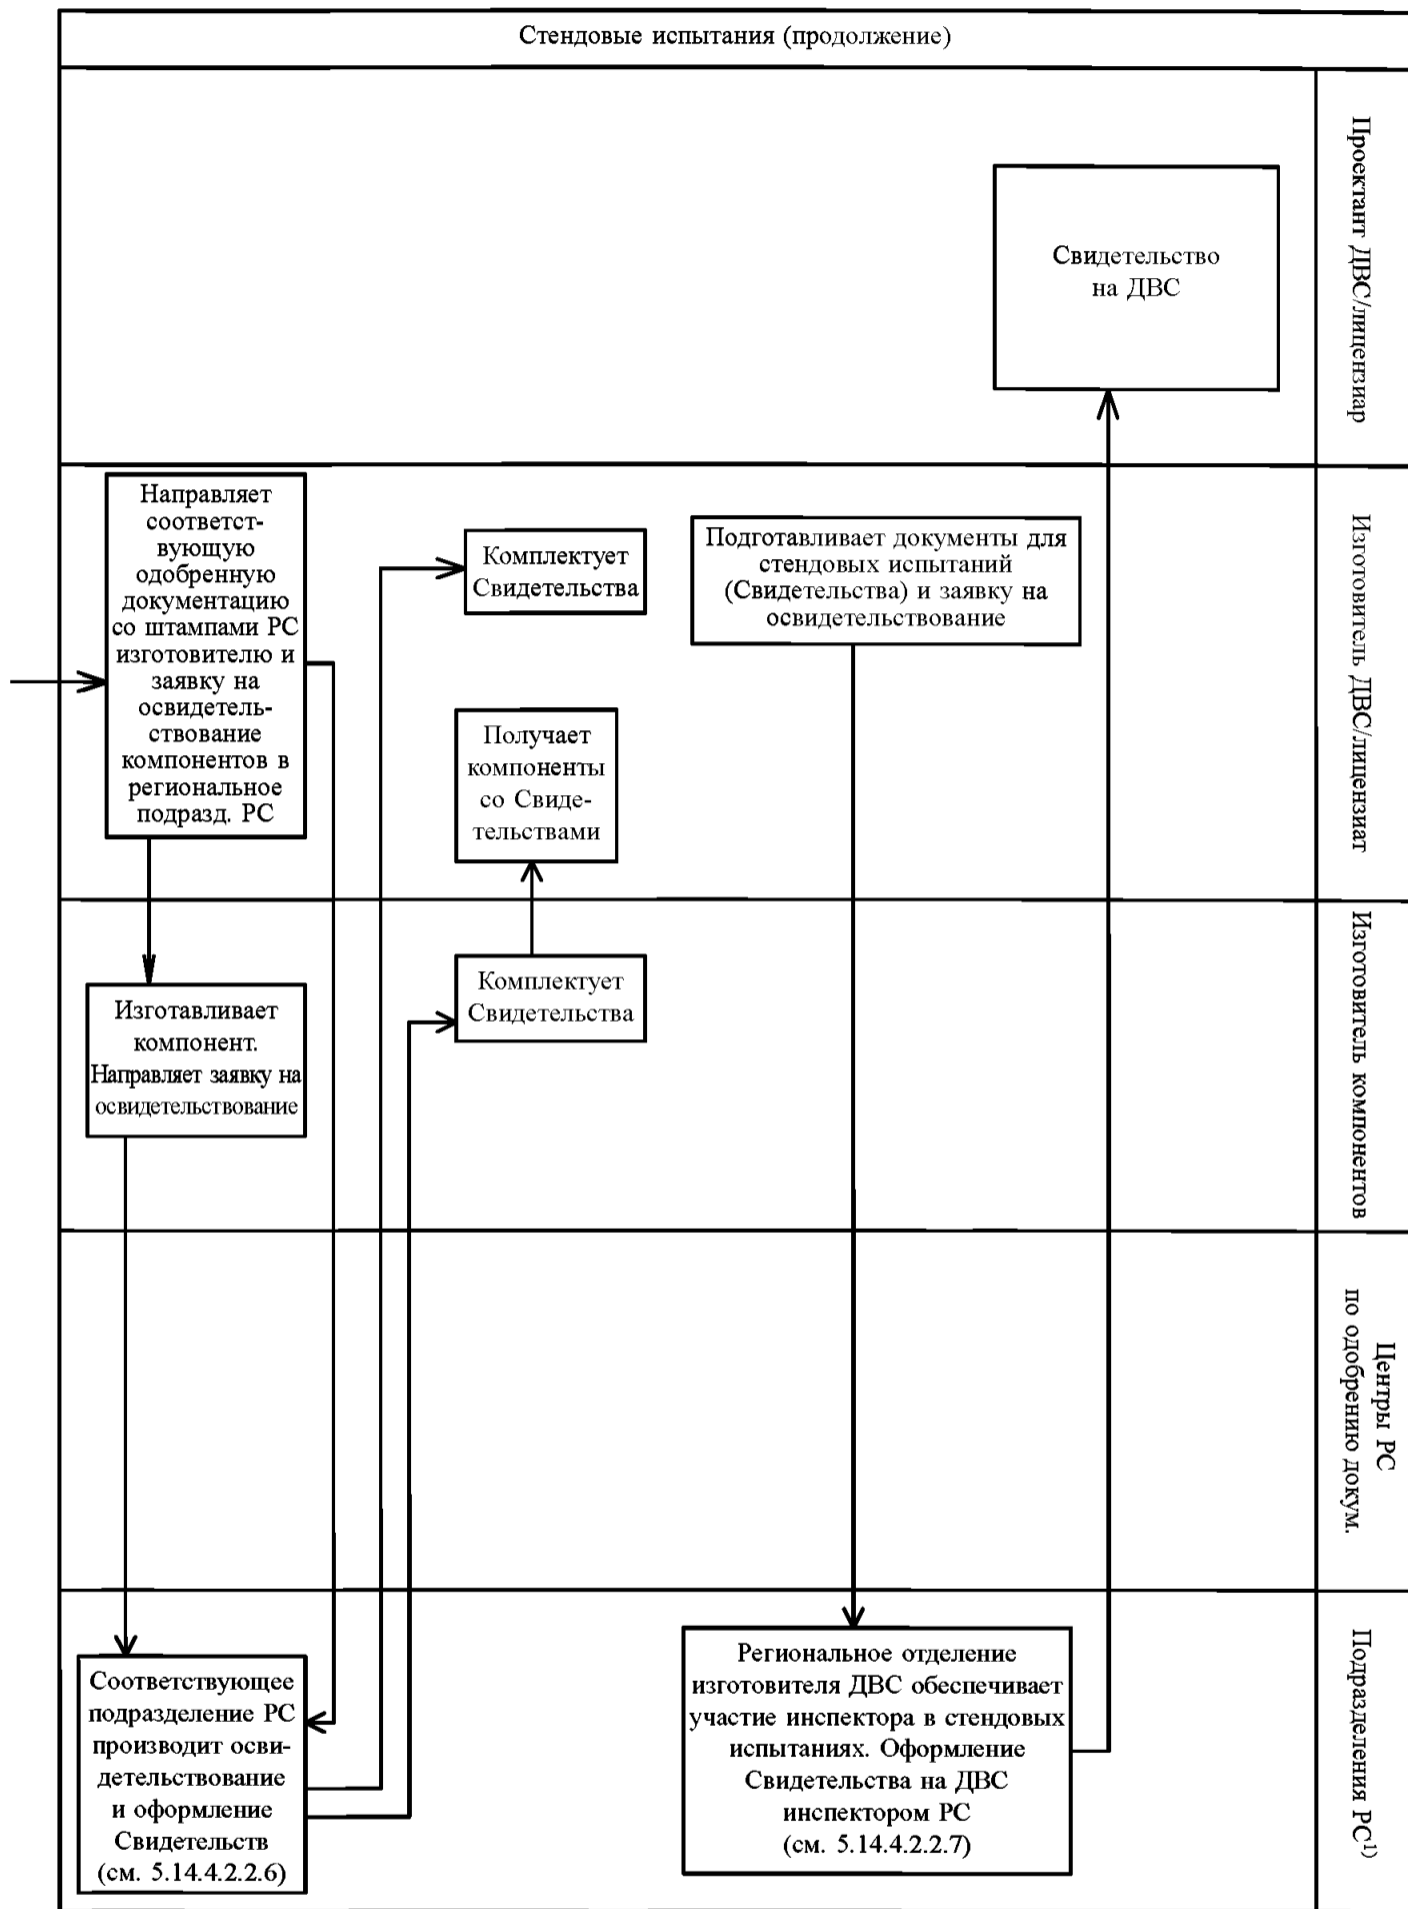 Стендовые испытания (продолжение)
Свидетельство
на ДВС
Проектант ДВС/лицензиар
Направляет
соответст-
вующую
одобренную
документацию
со штампами РС
изготовителю и
заявку на
освидетель-
ствование
компонентов в
региональное
подразд. РС
Комплектует
Свидетельства
Подготавливает документы для
стендовых испытаний
(Свидетельства) и заявку на
освидетельствование
Получает
компоненты
со Свиде-
тельствами
Изготовитель ДВС/лицензиат
Изготавливает
компонент.
Направляет заявку на
освидетельствование
Комплектует
Свидетельства
Изготовитель компонентов
Центры РС
по одобрению докум.
Соответствующее
подразделение РС
производит осви-
детельствование
и оформление
Свидетельств
(см. 5.14.4.2.2.6)
Региональное отделение
изготовителя ДВС обеспечивает
участие инспектора в стендовых
испытаниях. Оформление
Свидетельства на ДВС
инспектором РС
(см. 5.14.4.2.2.7)
Подразделения РС¹⁾